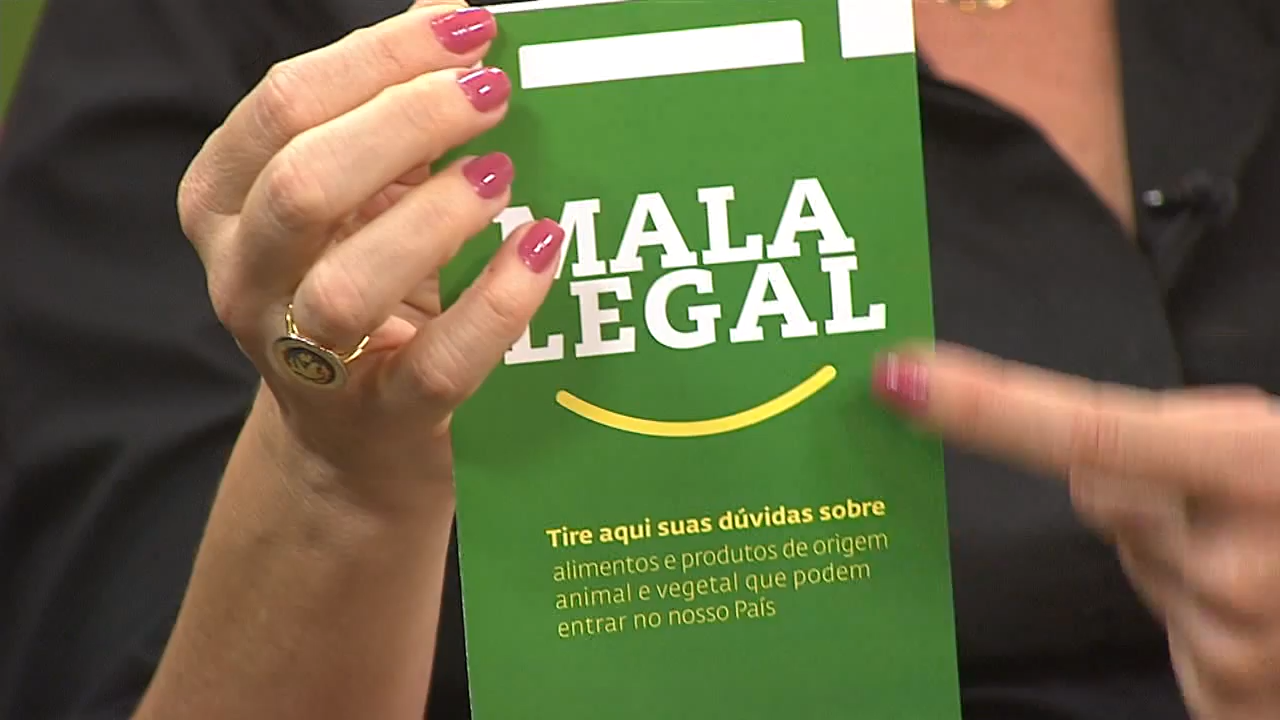 MALA
LEGAL
Tire aqui suas dúvidas sobre
alimentos e produtos de origem
animal e vegetal que podem
entrar no nosso País